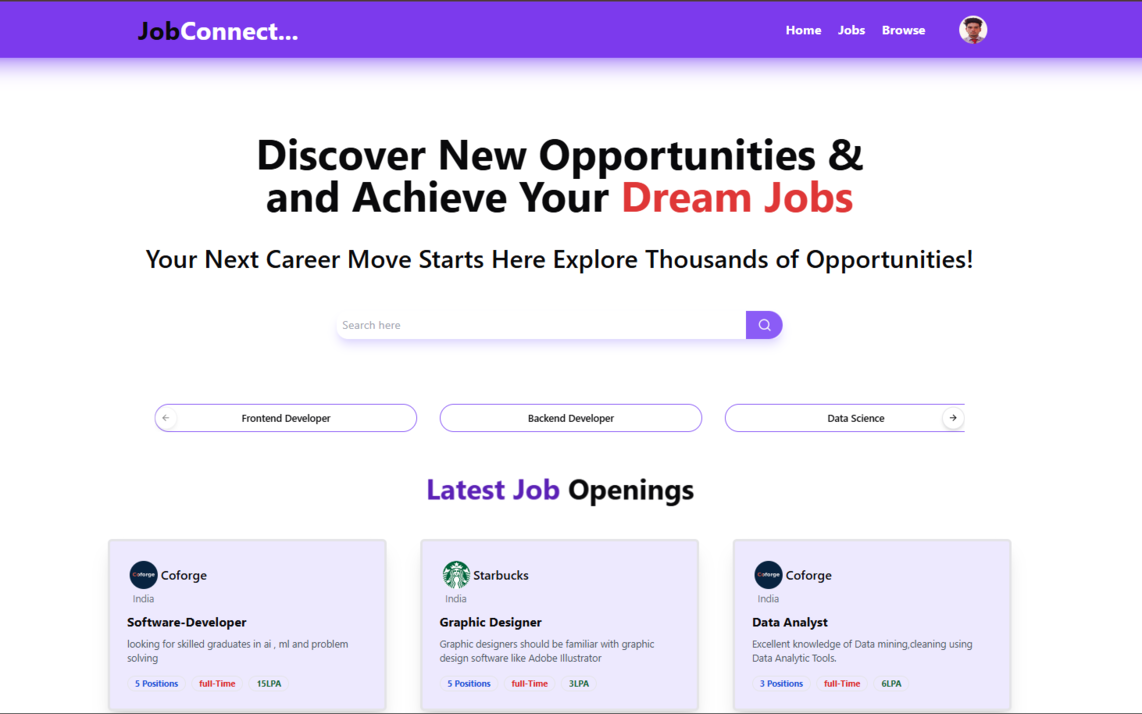 JobConnect...
Home Jobs Browse
Discover New Opportunities &
and Achieve Your Dream Jobs
Your Next Career Move Starts Here Explore Thousands of Opportunities!
Search here
Frontend Developer
Backend Developer
Data Science
Latest Job Openings
Coforge
Coforge
India
Software-Developer
looking for skilled graduates in ai , ml and problem
solving
5 Positions full-Time 15LPA
Starbucks
India
Graphic Designer
Graphic designers should be familiar with graphic
design software like Adobe Illustrator
5 Positions full-Time 3LPA
Coforge
Coforge
India
Data Analyst
Excellent knowledge of Data mining,cleaning using
Data Analytic Tools.
3 Positions full-Time 6LPA